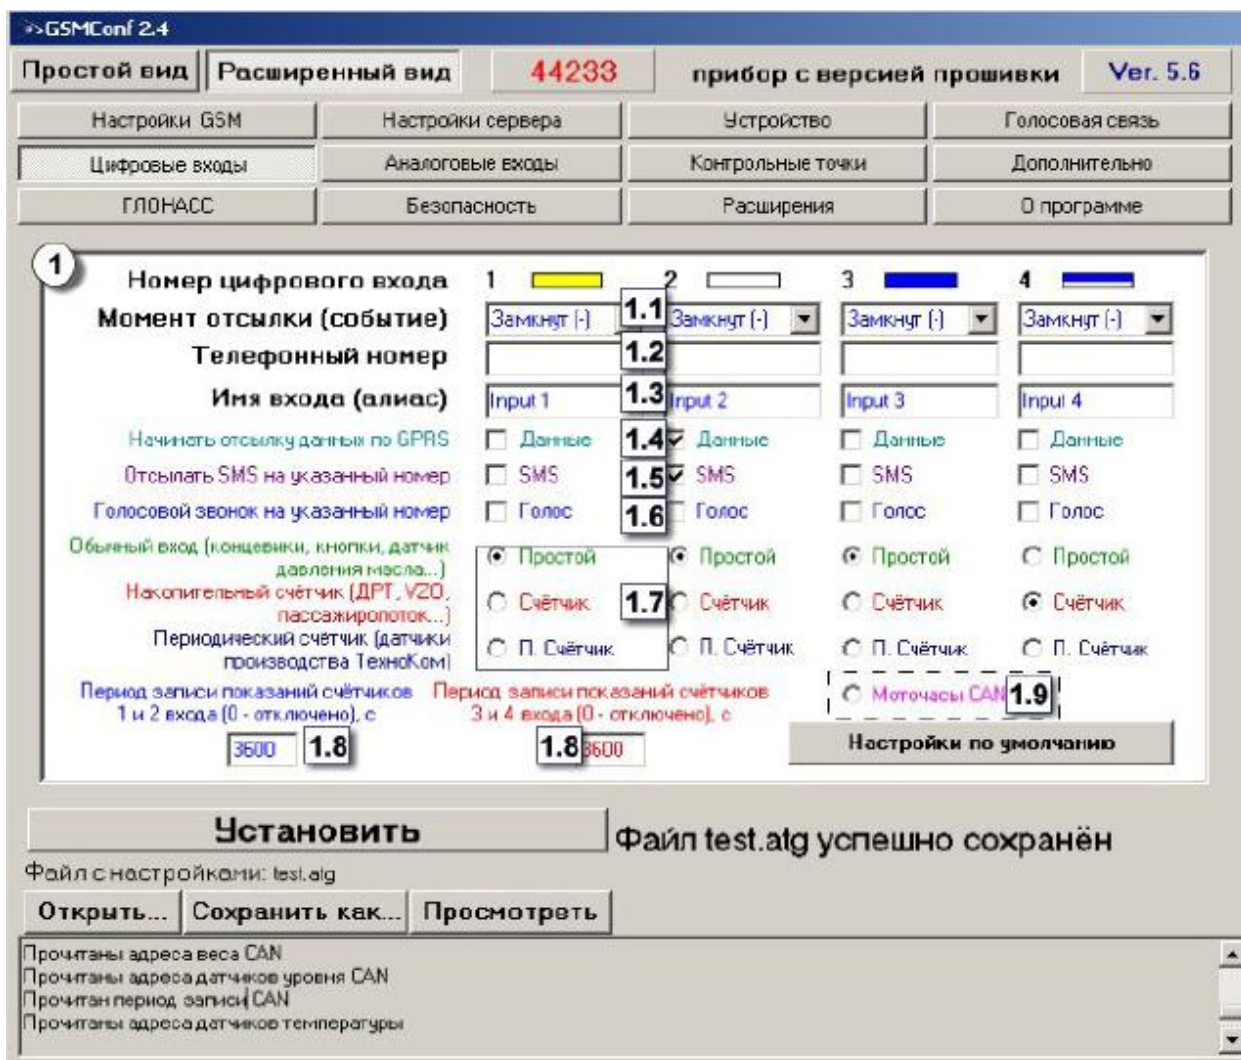 GSMConf 2.4
Простой вид Расширенный вид 44233 прибор с версией прошивки Ver. 5.6
Настройки GSM Настройки сервера Устройство Голосовая связь
Цифровые входы Аналоговые входы Контрольные точки Дополнительно
ГЛОНАСС Безопасность Расширения О программе
1
Номер цифрового входа 1 2 3 4
Момент отсылки (событие) Замкнут (-) 1.1 Замкнут (-) Замкнут (-) Замкнут (-)
Телефонный номер 1.2
Имя входа (алиас) Input 1 1.3 Input 2 Input 3 Input 4
Начинать отсылку данных по GPRS Данные 1.4 Данные Данные Данные
Отсылать SMS на указанный номер SMS 1.5 SMS SMS SMS
Голосовой звонок на указанный номер Голос 1.6 Голос Голос Голос
Обычный вход (концевики, кнопки, датчик
давления масла...) Простой Простой Простой Простой
Накопительный счётчик (ДРТ, VZO,
пассажиропоток...) Счётчик 1.7 Счётчик Счётчик Счётчик
Периодический счётчик (датчики
производства ТехноКом) П. Счётчик П. Счётчик П. Счётчик П. Счётчик
Период записи показаний счётчиков
1 и 2 входа (0 - отключено), с
Период записи показаний счётчиков
3 и 4 входа (0 - отключено), с
Моточасы CAN 1.9
3600 1.8 1.8 3600 Настройки по умолчанию
Установить Файл test.atg успешно сохранён
Файл с настройками: test.atg
Открыть... Сохранить как... Просмотреть
Прочитаны адреса веса CAN
Прочитаны адреса датчиков уровня CAN
Прочитан период записи CAN
Прочитаны адреса датчиков температуры